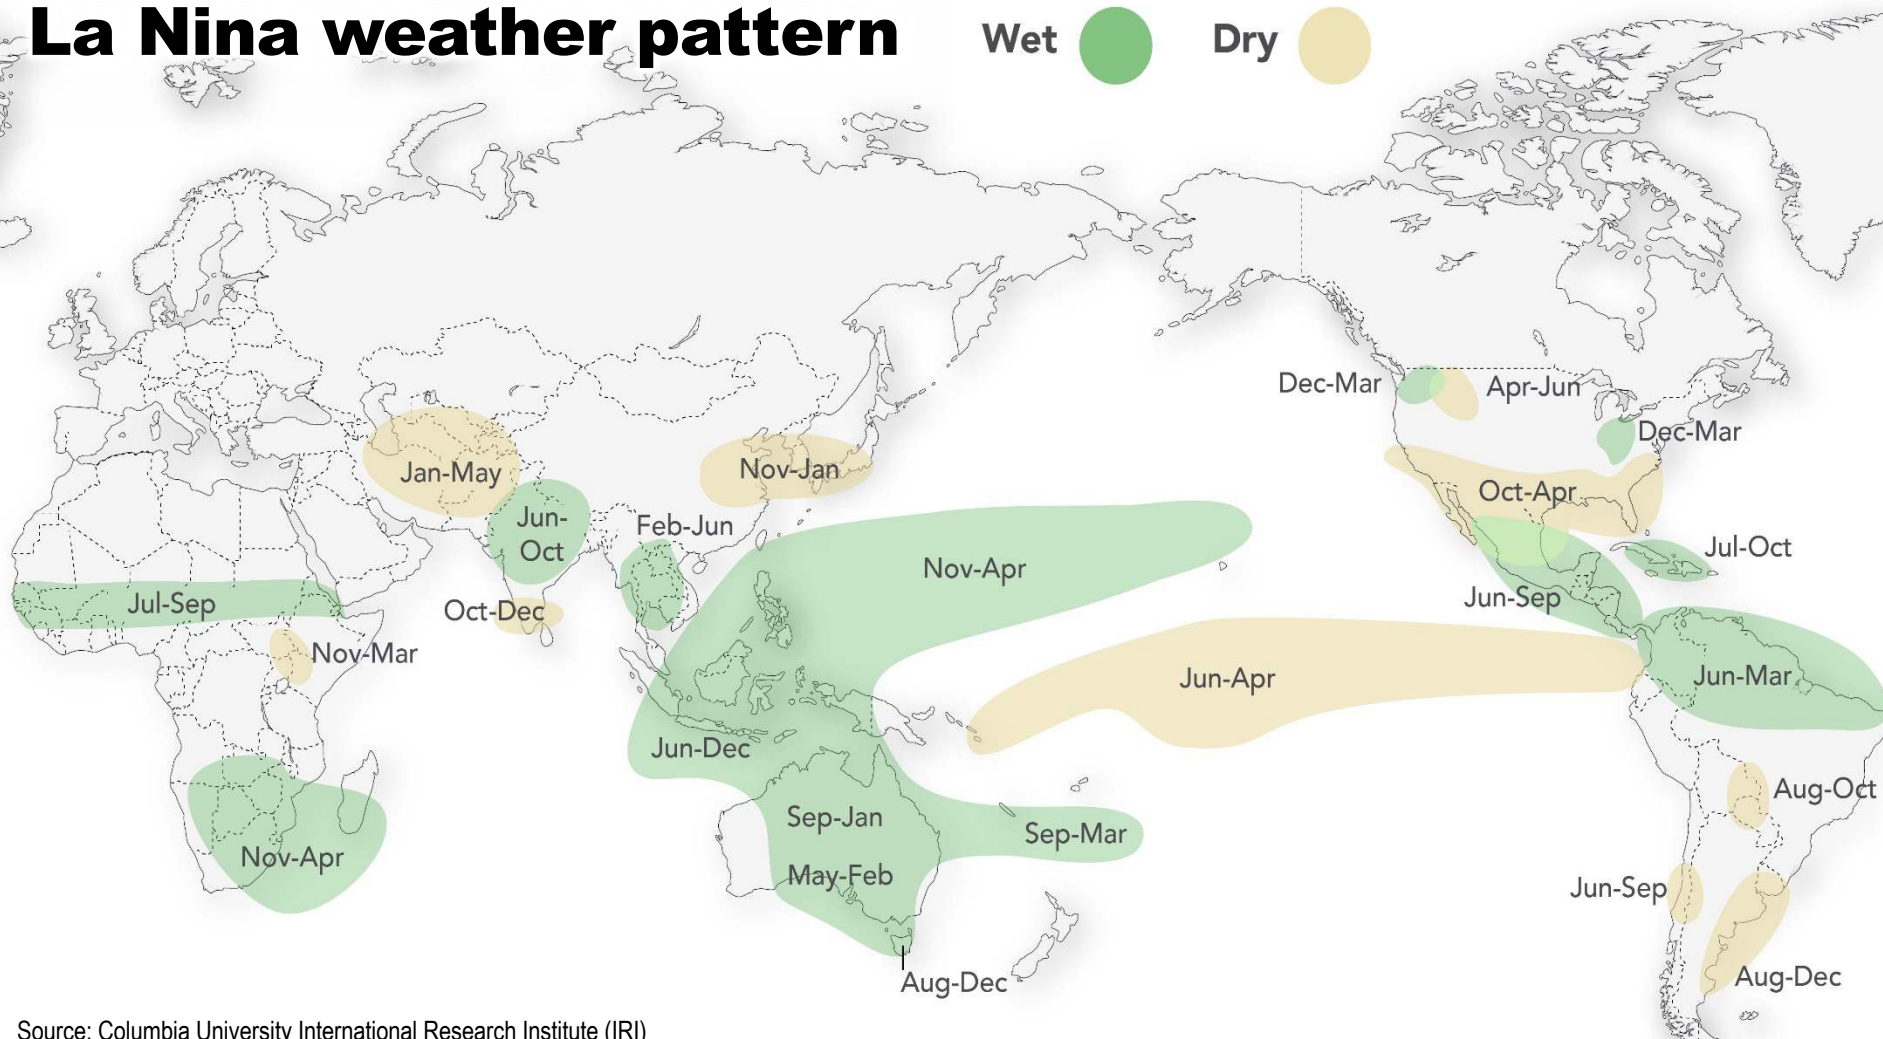 La Nina weather pattern
Wet
Dry
Dec-Mar
Apr-Jun
Dec-Mar
Jan-May
Nov-Jan
Oct-Apr
Jun-
Oct
Feb-Jun
Jul-Oct
Nov-Apr
Jul-Sep
Oct-Dec
Jun-Sep
Nov-Mar
Jun-Apr
Jun-Mar
Jun-Dec
Aug-Oct
Sep-Jan
Sep-Mar
Nov-Apr
May-Feb
Jun-Sep
Aug-Dec
Aug-Dec
Source: Columbia University International Research Institute (IRI)